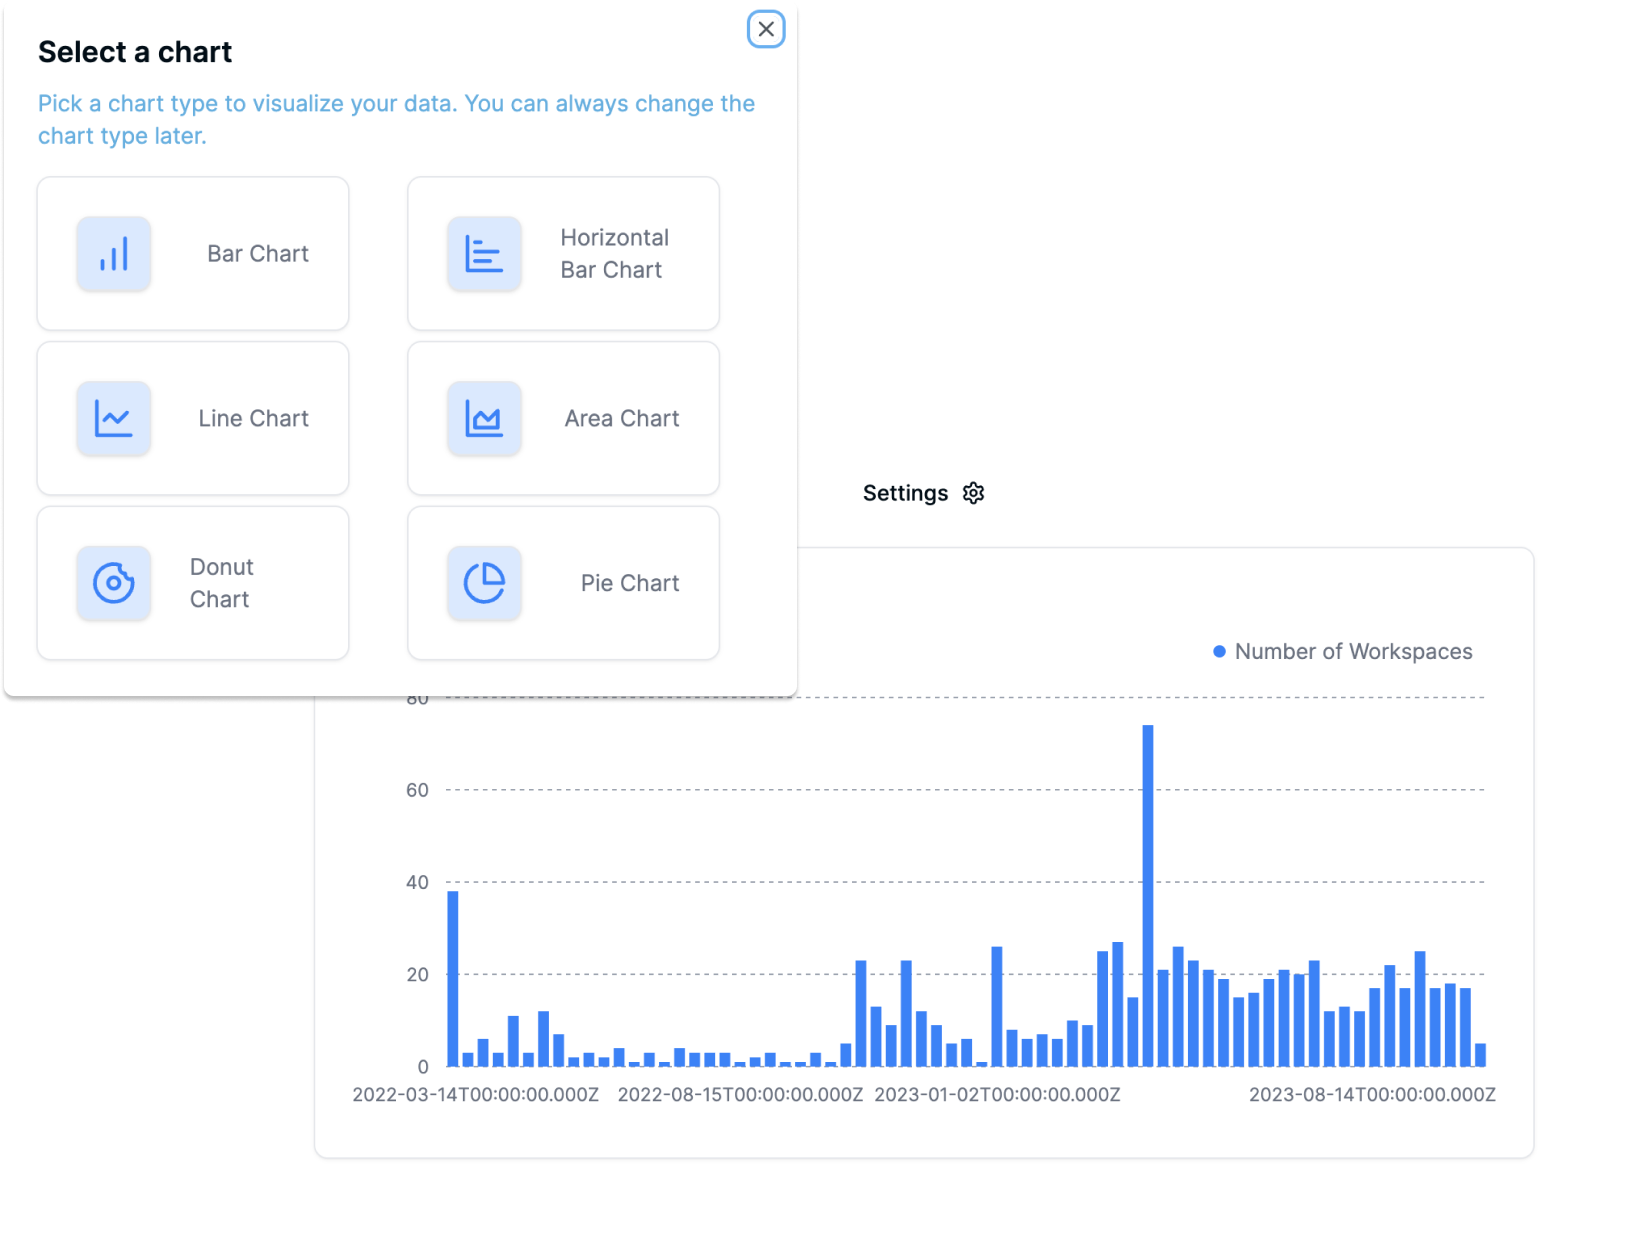 Select a chart
Pick a chart type to visualize your data. You can always change the
chart type later.
Bar Chart
Horizontal
Bar Chart
Line Chart
Area Chart
Donut
Chart
Pie Chart
Settings
Number of Workspaces
80
60
40
20
0
2022-03-14T00:00:00.000Z
2022-08-15T00:00:00.000Z
2023-01-02T00:00:00.000Z
2023-08-14T00:00:00.000Z